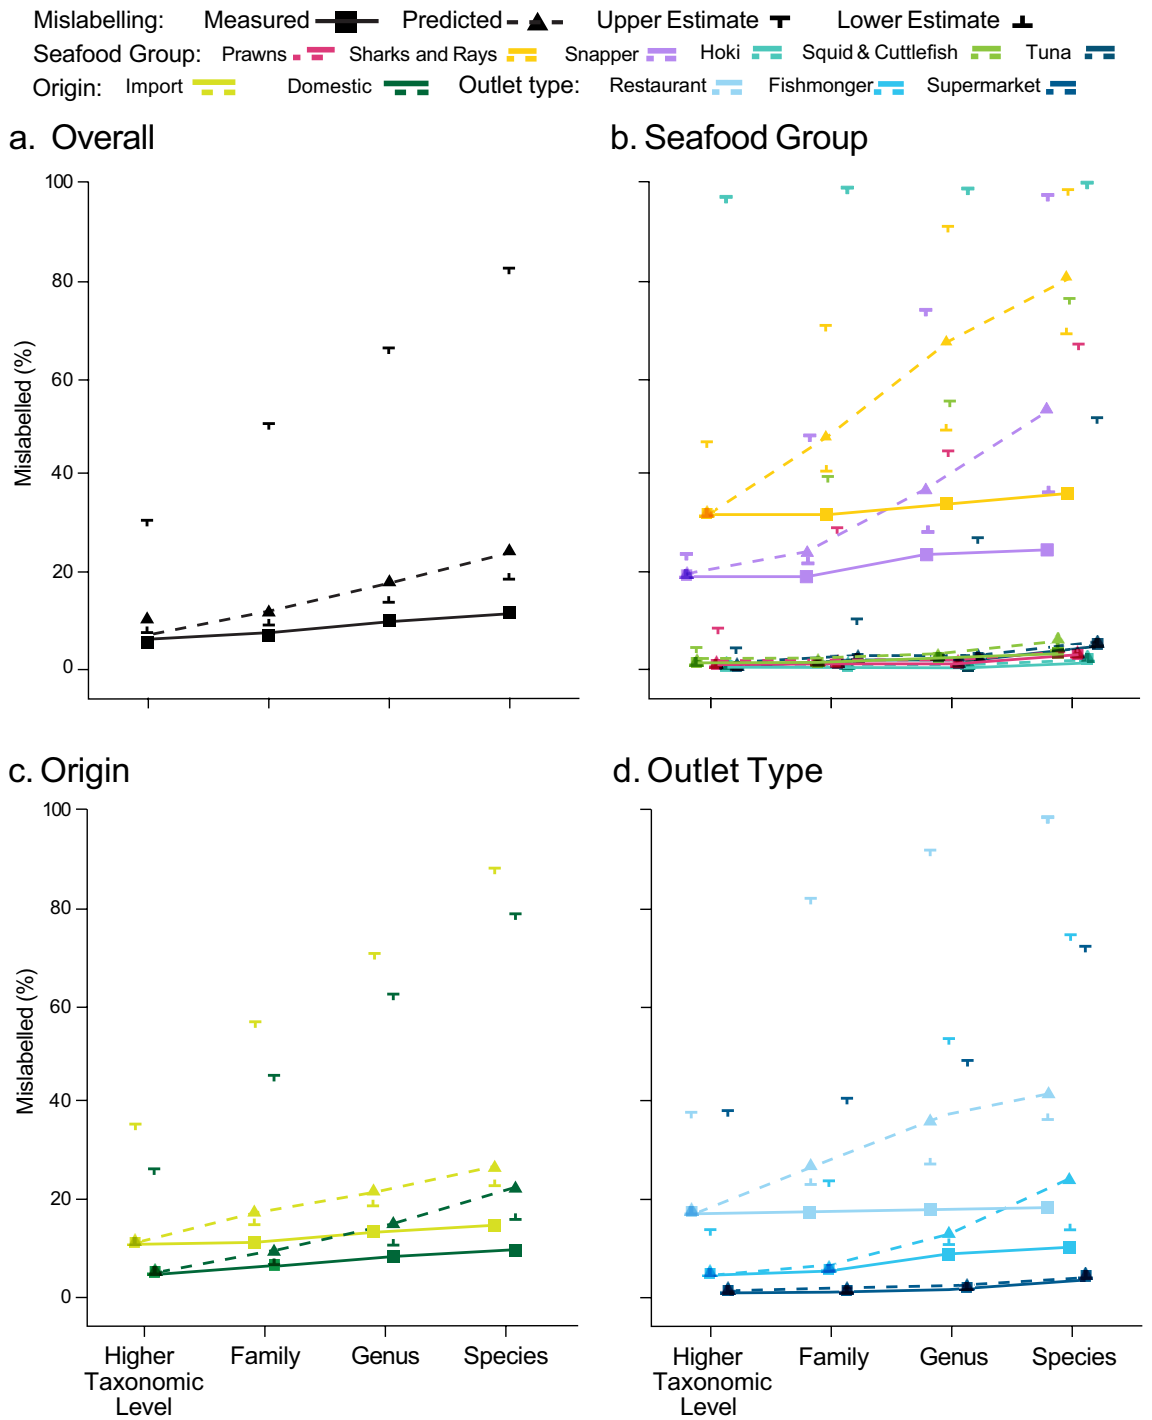 Mislabelling: Measured Predicted Upper Estimate Lower Estimate
Seafood Group: Prawns Sharks and Rays Snapper Hoki Squid & Cuttlefish Tuna
Origin: Import Domestic Outlet type: Restaurant Fishmonger Supermarket
a. Overall
b. Seafood Group
Mislabelled (%)
100
80
60
40
20
0
c. Origin
d. Outlet Type
Mislabelled (%)
100
80
60
40
20
0
Higher Taxonomic Level
Family
Genus
Species
Higher Taxonomic Level
Family
Genus
Species